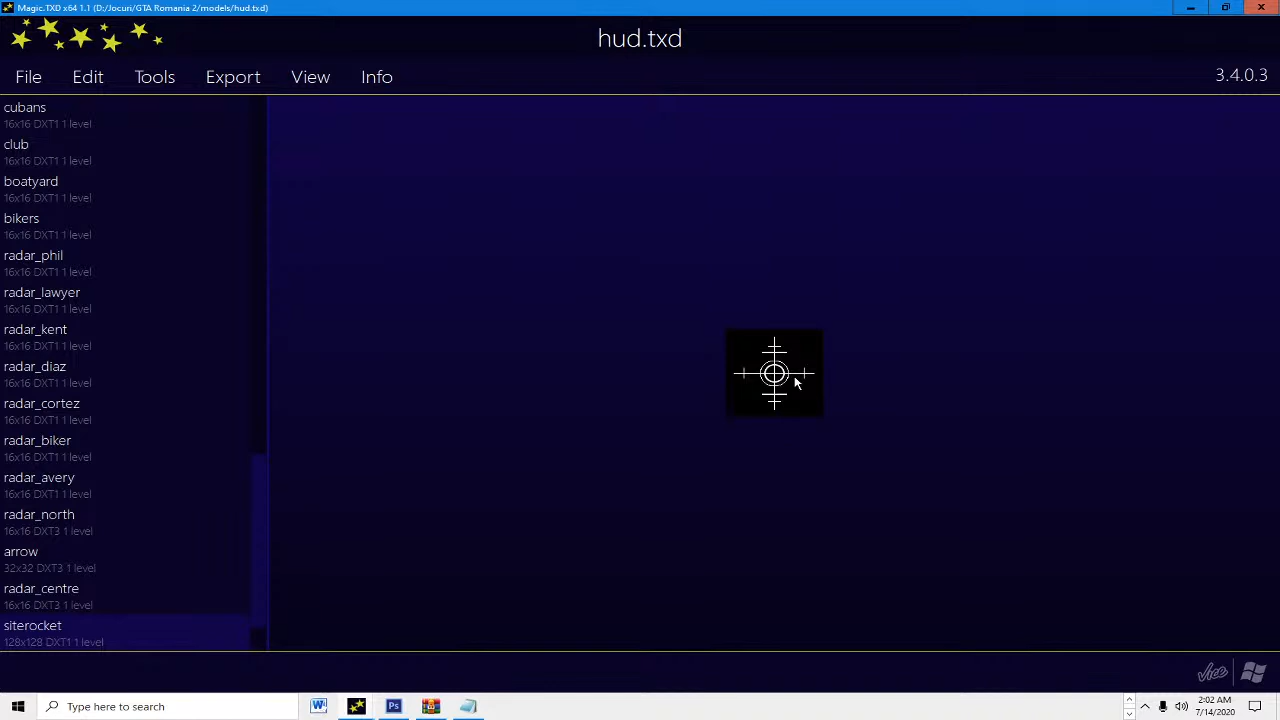 Magic.TXD x64 1.1 (D:/Jocuri/GTA Romania 2/models/hud.txd)
hud.txd
File Edit Tools Export View Info
3.4.0.3
cubans
16x16 DXT1 1 level
club
16x16 DXT1 1 level
boatyard
16x16 DXT1 1 level
bikers
16x16 DXT1 1 level
radar_phil
16x16 DXT1 1 level
radar_lawyer
16x16 DXT1 1 level
radar_kent
16x16 DXT1 1 level
radar_diaz
16x16 DXT1 1 level
radar_cortez
16x16 DXT1 1 level
radar_biker
16x16 DXT1 1 level
radar_avery
16x16 DXT1 1 level
radar_north
16x16 DXT3 1 level
arrow
32x32 DXT3 1 level
radar_centre
16x16 DXT3 1 level
siterocket
128x128 DXT1 1 level
Vice
Type here to search
W
Ps
2:02 AM
7/14/2020